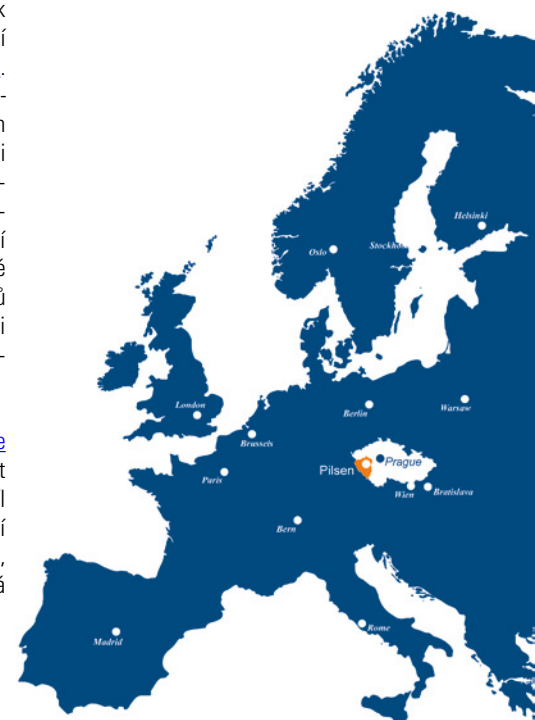 k
í
.
-
i
-
-
í
é
ů
i
-
e
t
í
,
á
Helsinki
Oslo
Stockho
London
Berlin
Warsaw
Brussels
Prague
Pilsen
Paris
Wien
Bratislava
Bern
Rome
Madrid